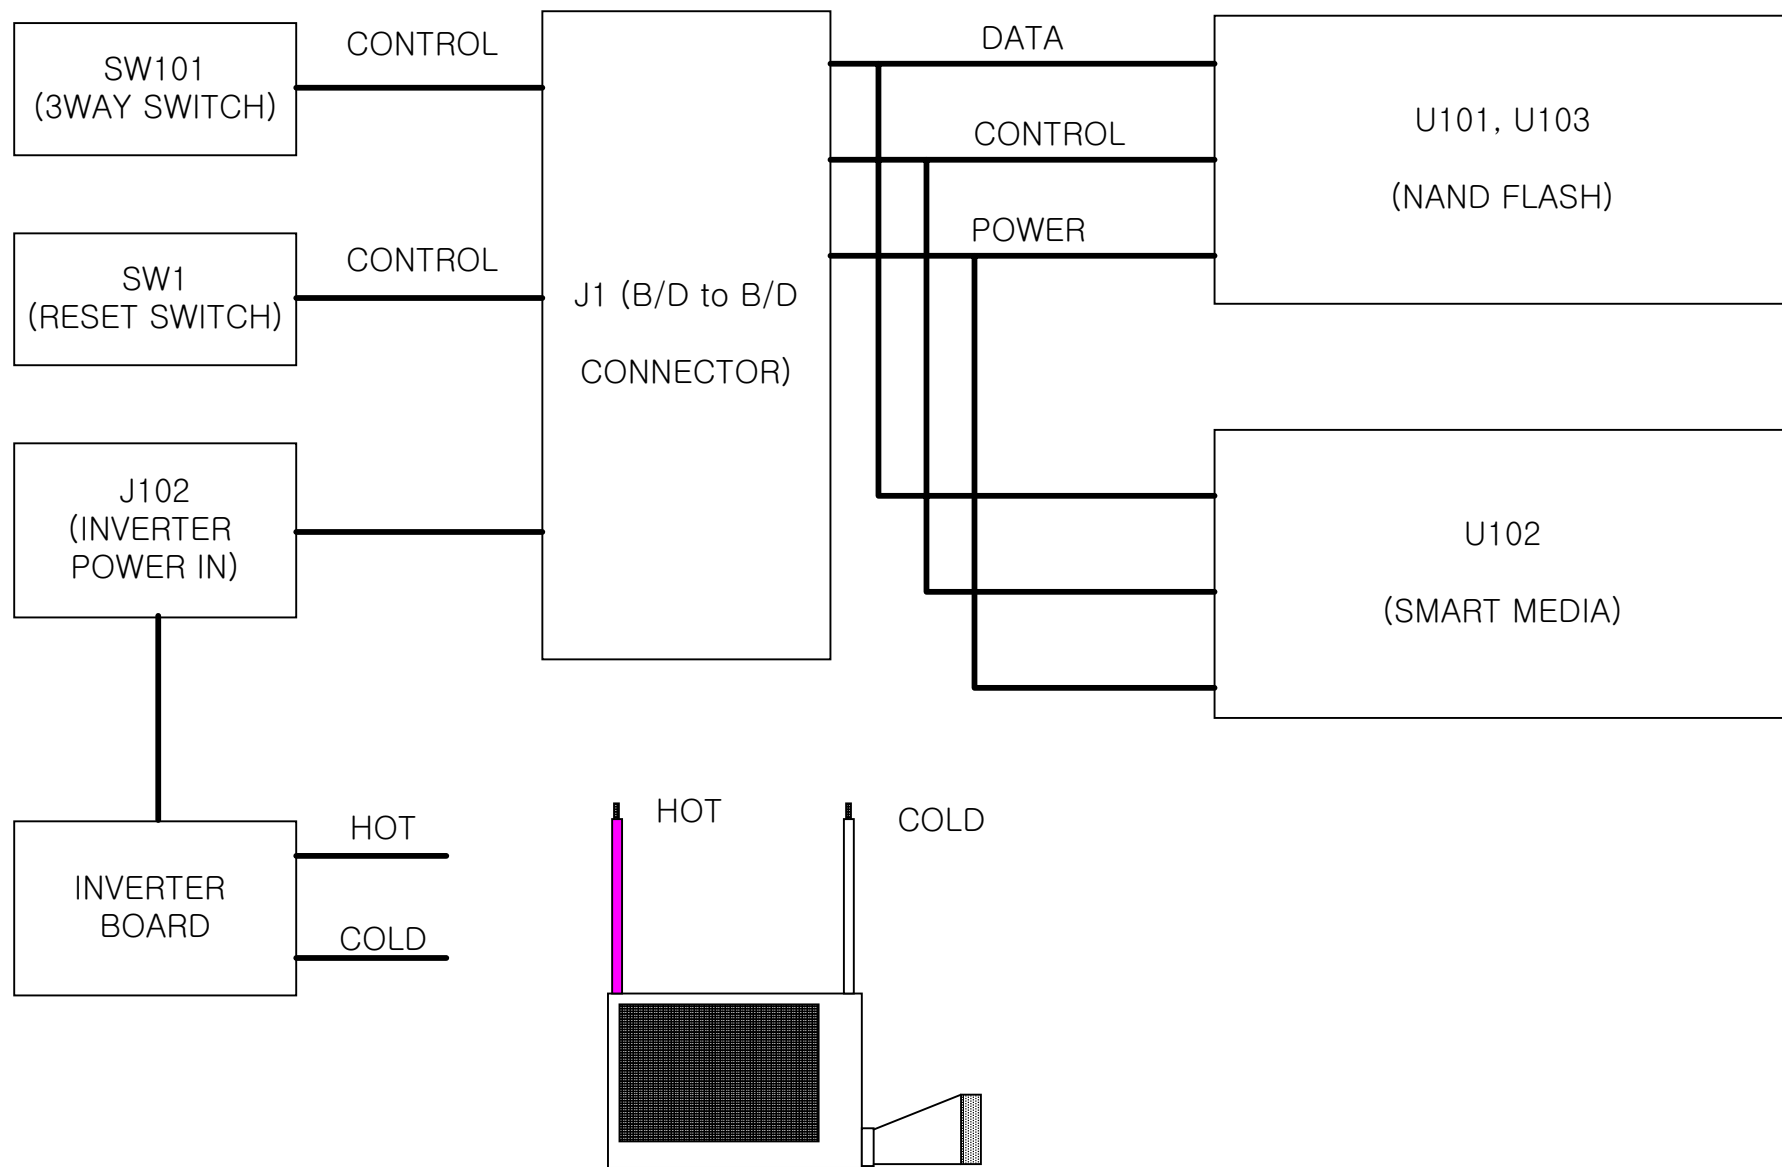 SW101
(3WAY SWITCH)
CONTROL
SW1
(RESET SWITCH)
CONTROL
J102
(INVERTER
POWER IN)
J1 (B/D to B/D
CONNECTOR)
DATA
CONTROL
POWER
U101, U103
(NAND FLASH)
U102
(SMART MEDIA)
INVERTER
BOARD
HOT
COLD
HOT
COLD